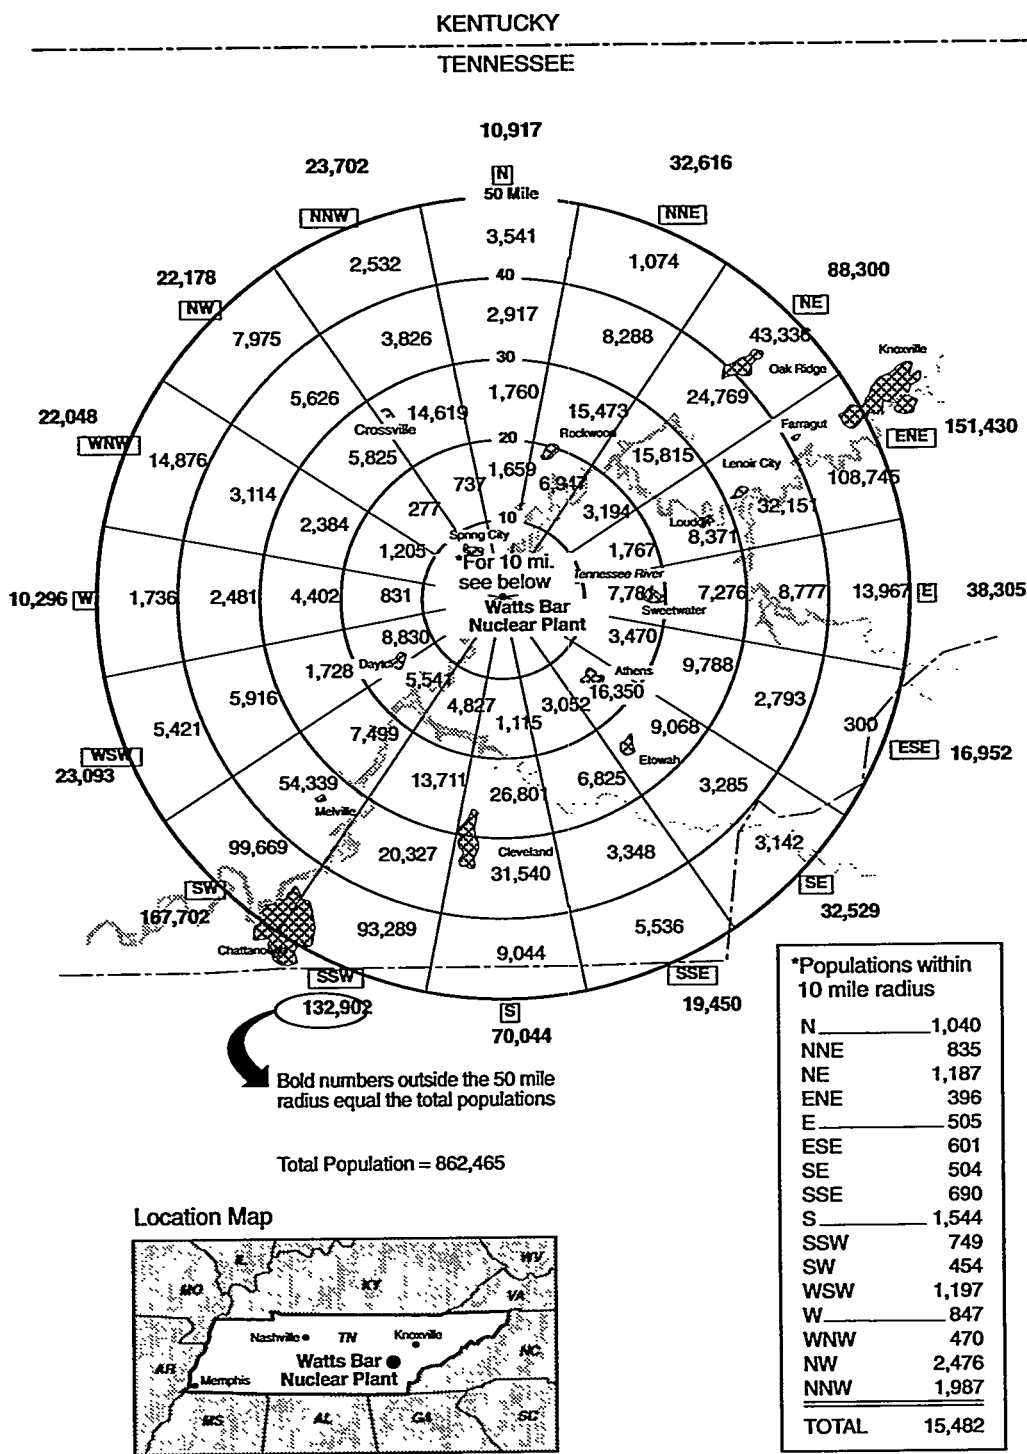 KENTUCKY
TENNESSEE
10,917
23,702
32,616
N
50 Mile
NNW
NNE
3,541
2,532
1,074
22,178
88,300
40
NW
NE
2,917
7,975
3,826
8,288
43,336
Knoxville
30
Oak Ridge
5,626
1,760
24,769
14,619
15,473
22,048
Crossville
Rockwood
Farragut
WNW
20
ENE
151,430
14,876
5,825
15,815
Lenoir City
1,659
737
6,947
108,745
3,114
277
32,151
2,384
10
3,194
Loudon
Spring City
8,371
1,205
629
1,767
*For 10 mi.
see below
Tennessee River
10,296
W
1,736
2,481
4,402
831
7,781
7,276
8,777
13,967
E
38,305
Watts Bar
Nuclear Plant
Sweetwater
8,830
3,470
Dayton
1,728
Athens
9,788
5,541
16,350
5,916
4,827
3,052
2,793
1,115
5,421
7,499
9,068
300
WSW
Etowah
ESE
23,093
16,952
54,339
13,711
6,825
3,285
26,801
Melville
99,669
20,327
Cleveland
3,348
3,142
31,540
SW
SE
167,702
32,529
93,289
5,536
Chattanooga
9,044
SSW
SSE
132,902
S
19,450
70,044
Bold numbers outside the 50 mile
radius equal the total populations
Total Population = 862,465
*Populations within
10 mile radius
N 1,040
NNE 835
NE 1,187
ENE 396
E 505
ESE 601
SE 504
SSE 690
S 1,544
SSW 749
SW 454
WSW 1,197
W 847
WNW 470
NW 2,476
NNW 1,987
TOTAL 15,482
Location Map
IL
WV
MO
KY
VA
Nashville
TN
Knoxville
NC
AR
Watts Bar
Nuclear Plant
Memphis
MS
AL
GA
SC